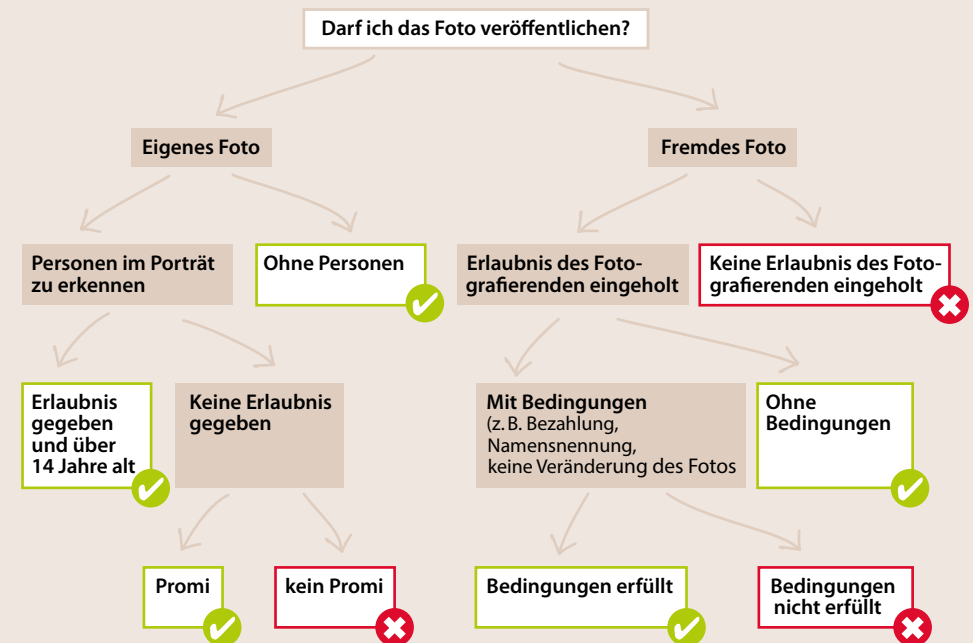 Darf ich das Foto veröffentlichen?
Eigenes Foto
Fremdes Foto
Personen im Porträt
zu erkennen
Ohne Personen
Erlaubnis des Foto-
grafierenden eingeholt
Keine Erlaubnis des Foto-
grafierenden eingeholt
Erlaubnis
gegeben
und über
14 Jahre alt
Keine Erlaubnis
gegeben
Mit Bedingungen
(z. B. Bezahlung,
Namensnennung,
keine Veränderung des Fotos
Ohne
Bedingungen
Promi
kein Promi
Bedingungen erfüllt
Bedingungen
nicht erfüllt